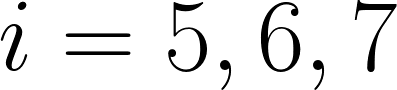 i = 5, 6, 7